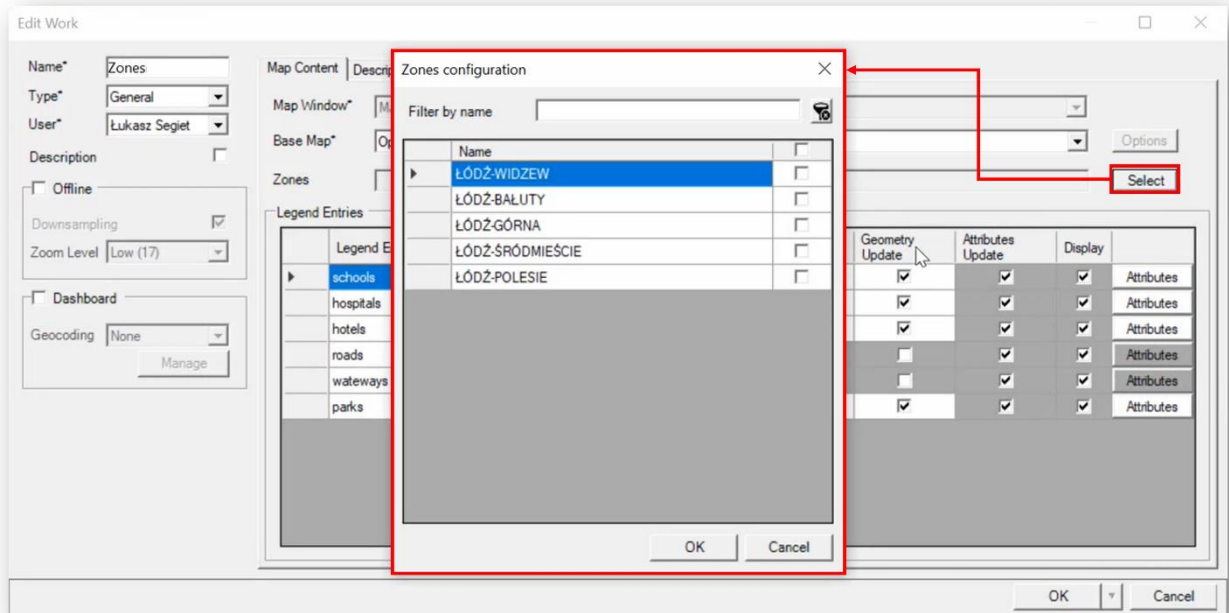 Edit Work
Name* Zones
Type* General
User* Łukasz Segiet
Description
Offline
Downsampling
Zoom Level Low (17)
Dashboard
Geocoding None
Manage
Map Content
Map Window*
Base Map* Options
Zones Select
Legend Entries
Geometry Update Attributes Update Display
schools Attributes
hospitals Attributes
hotels Attributes
roads Attributes
wateways Attributes
parks Attributes
Zones configuration
Filter by name
Name
ŁÓDŹ-WIDZEW
ŁÓDŹ-BAŁUTY
ŁÓDŹ-GÓRNA
ŁÓDŹ-ŚRÓDMIEŚCIE
ŁÓDŹ-POLESIE
OK Cancel
OK Cancel